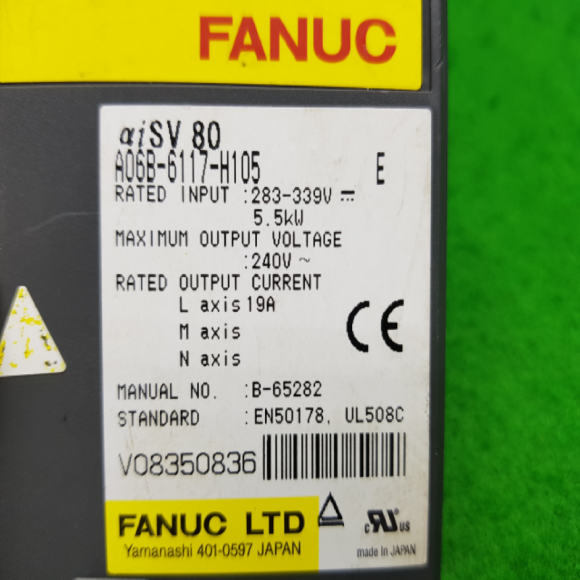 FANUC
αiSV 80
A06B-6117-H105 E
RATED INPUT :283-339V ⎓
5.5kW
MAXIMUM OUTPUT VOLTAGE
:240V ~
RATED OUTPUT CURRENT
L axis 19A
M axis
N axis
CE
MANUAL NO. :B-65282
STANDARD :EN50178, UL508C
V08350836
FANUC LTD
Yamanashi 401-0597 JAPAN
c RU us
made in JAPAN